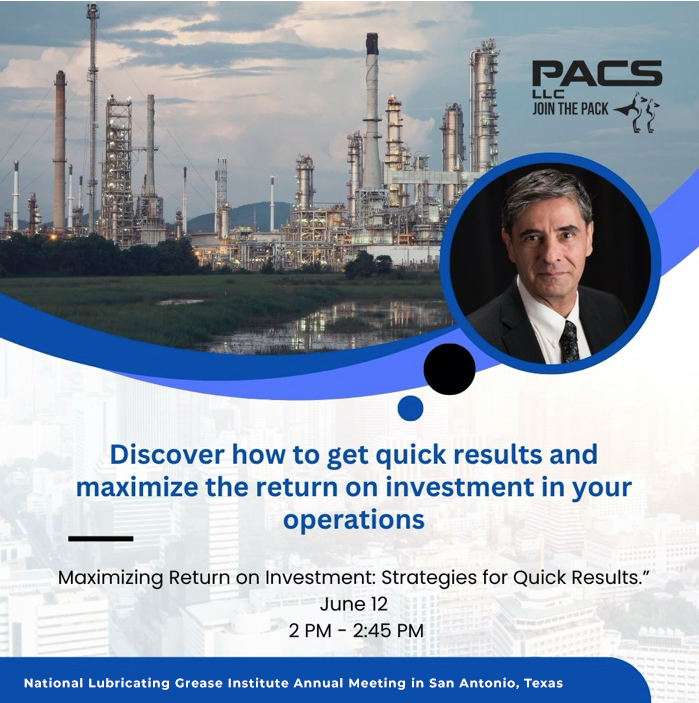 PACS
LLC
JOIN THE PACK
Discover how to get quick results and
maximize the return on investment in your
operations
Maximizing Return on Investment: Strategies for Quick Results.”
June 12
2 PM - 2:45 PM
National Lubricating Grease Institute Annual Meeting in San Antonio, Texas